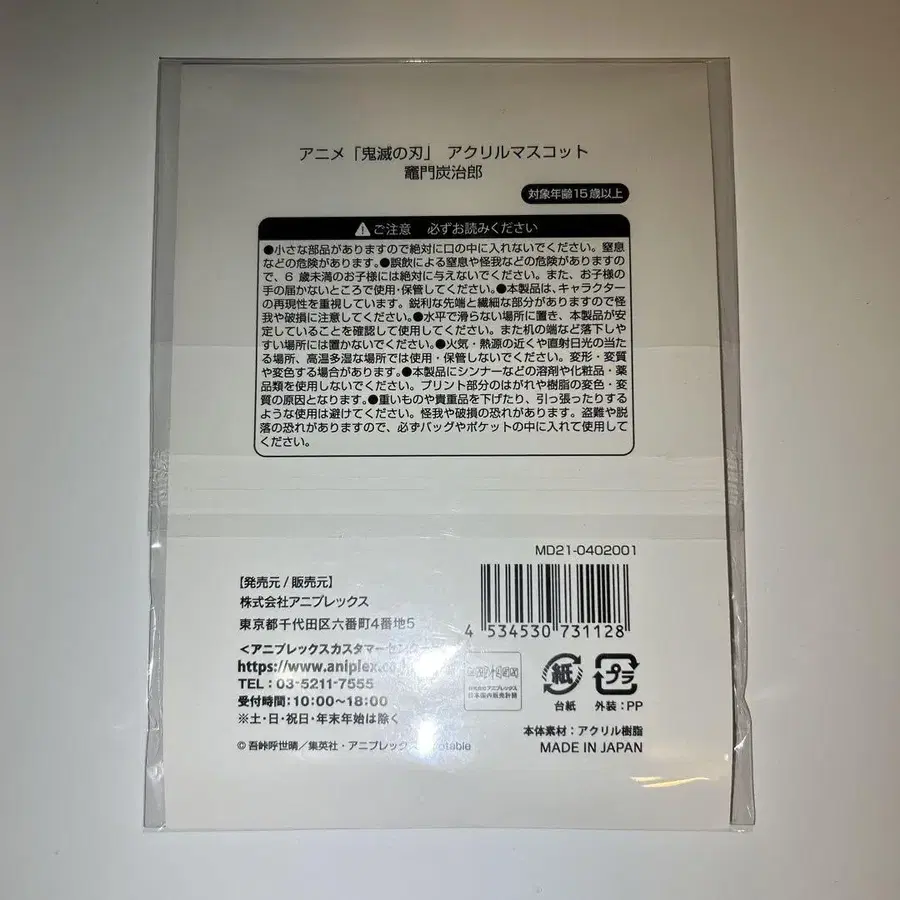 アニメ「鬼滅の刃」 アクリルマスコット
竈門炭治郎
対象年齢15歳以上
ご注意 必ずお読みください
●小さな部品がありますので絶対に口の中に入れないでください。窒息
などの危険があります。●誤飲による窒息や怪我などの危険がありますの
で、6 歳未満のお子様には絶対に与えないでください。また、お子様の
手の届かないところで使用・保管してください。●本製品は、キャラクター
の再現性を重視しています。鋭利な先端と繊細な部分がありますので怪
我や破損に注意してください。●水平で滑らない場所に置き、本製品が安
定していることを確認して使用してください。また机の端など落下しや
すい場所には置かないでください。●火気・熱源の近くや直射日光の当た
る場所、高温多湿な場所では使用・保管しないでください。変形・変質
や変色する場合があります。●本製品にシンナーなどの溶剤や化粧品・薬
品類を使用しないでください。プリント部分のはがれや樹脂の変色・変
質の原因となります。●重いものや貴重品を下げたり、引っ張ったりする
ような使用は避けてください。怪我や破損の恐れがあります。盗難や脱
落の恐れがありますので、必ずバッグやポケットの中に入れて使用して
ください。
MD21-0402001
【発売元 / 販売元】
株式会社アニプレックス
東京都千代田区六番町4番地5
4 534530 731128
<アニプレックスカスタマーセンター
https://www.aniplex.co
TEL : 03-5211-7555
受付時間：10:00〜18:00
※土・日・祝日・年末年始は除く
株式会社アニプレックス
日本国内販売許諾
紙
台紙
プラ
外装：PP
本体素材：アクリル樹脂
MADE IN JAPAN
©吾峠呼世晴／集英社・アニプレックス・ufotable